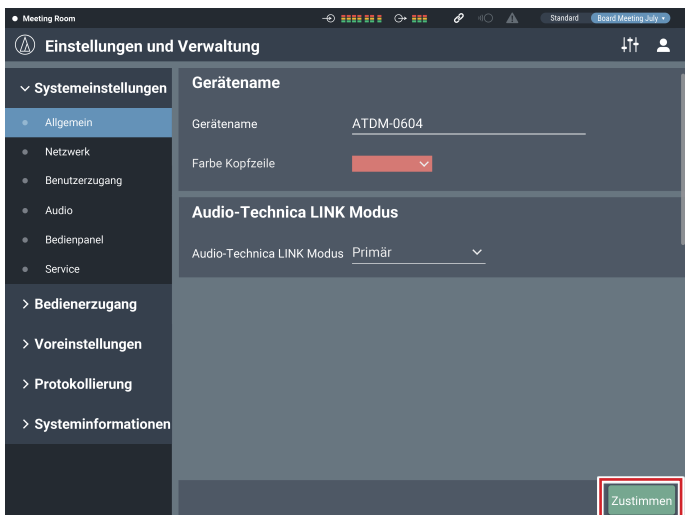 Meeting Room
Standard Board Meeting July
Einstellungen und Verwaltung
Systemeinstellungen
Allgemein
Netzwerk
Benutzerzugang
Audio
Bedienpanel
Service
Bedienerzugang
Voreinstellungen
Protokollierung
Systeminformationen
Gerätename
Gerätename ATDM-0604
Farbe Kopfzeile
Audio-Technica LINK Modus
Audio-Technica LINK Modus Primär
Zustimmen